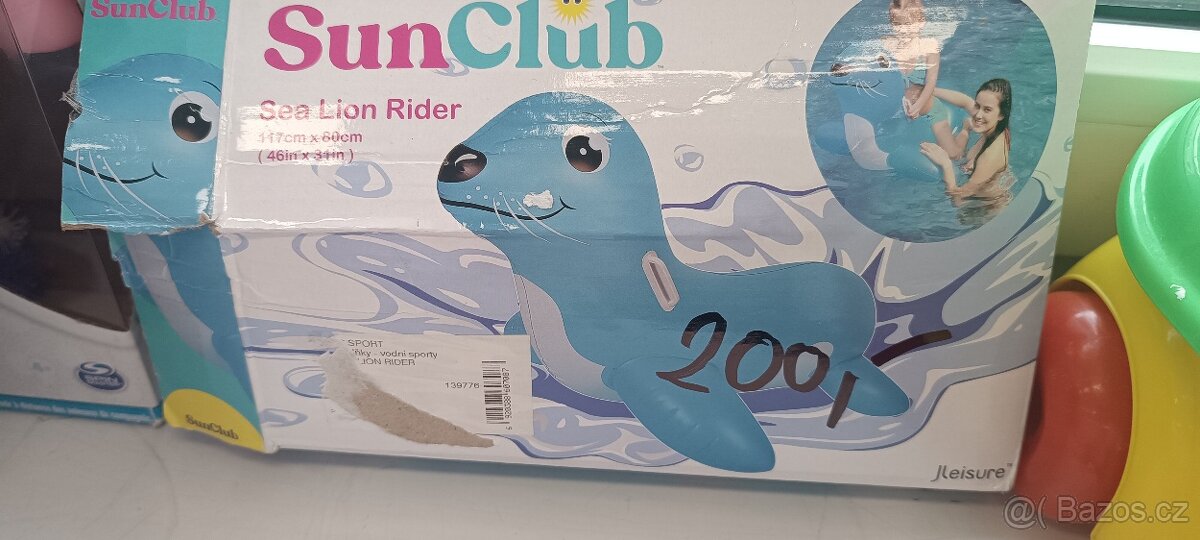 SunClub
SunClub
Sea Lion Rider
117cm x 80cm
( 46in x 31in )
SPORT
vodní sporty
LION RIDER
139776
200,-
SunClub
JLeisure
@( Bazos.cz